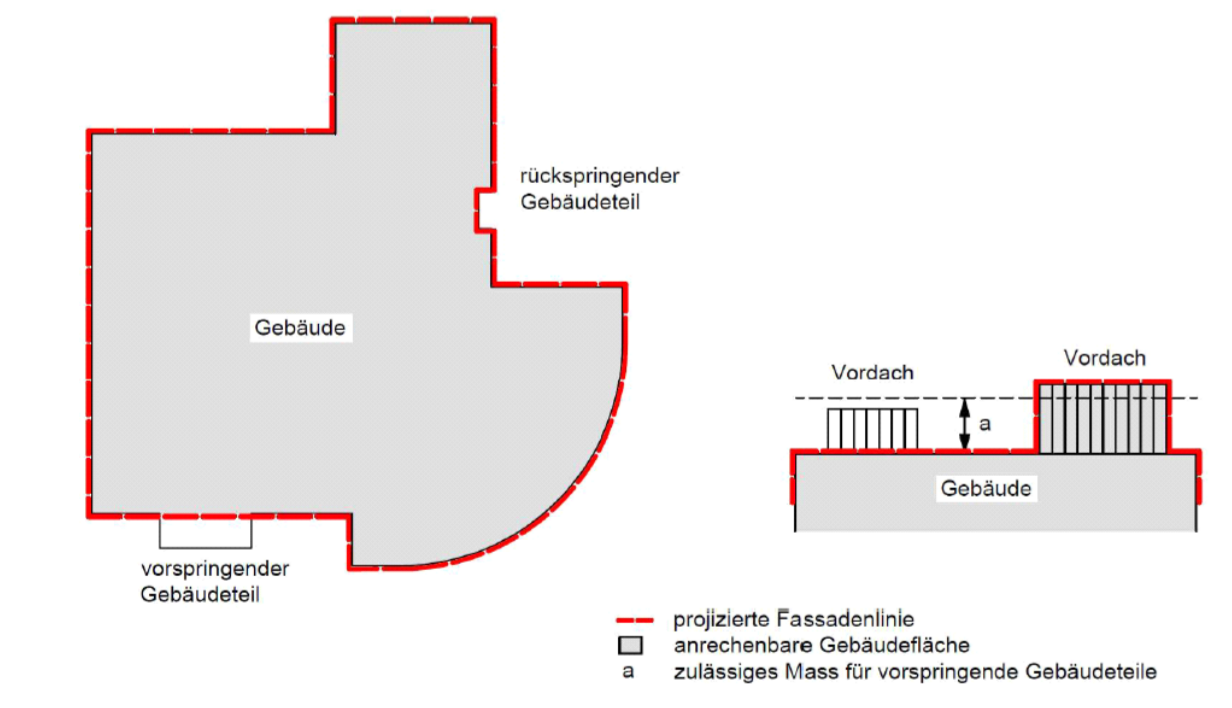 rückspringender
Gebäudeteil
Gebäude
vorspringender
Gebäudeteil
Vordach
Vordach
a
Gebäude
projizierte Fassadenlinie
anrechenbare Gebäudefläche
a zulässiges Mass für vorspringende Gebäudeteile